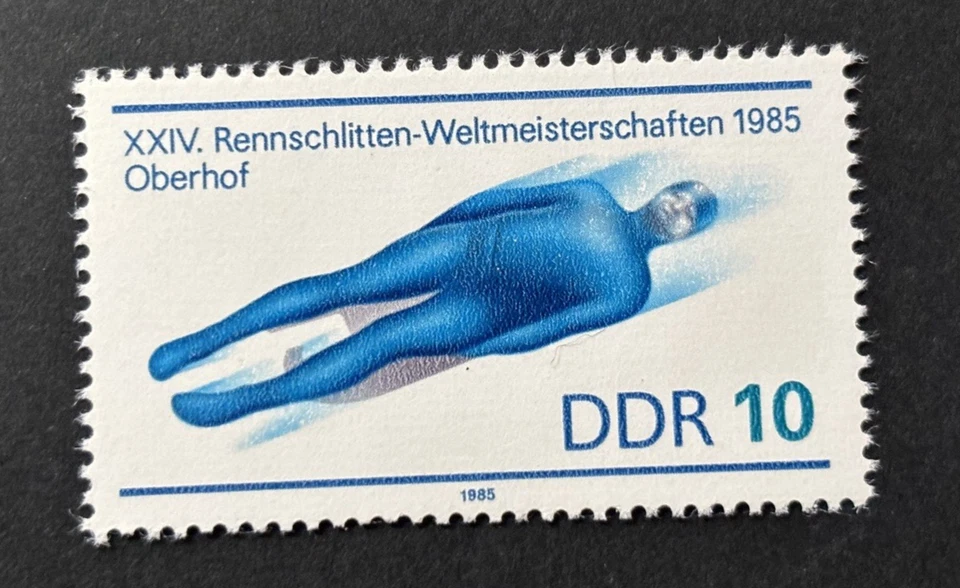 XXIV. Rennschlitten-Weltmeisterschaften 1985
Oberhof
DDR 10
1985